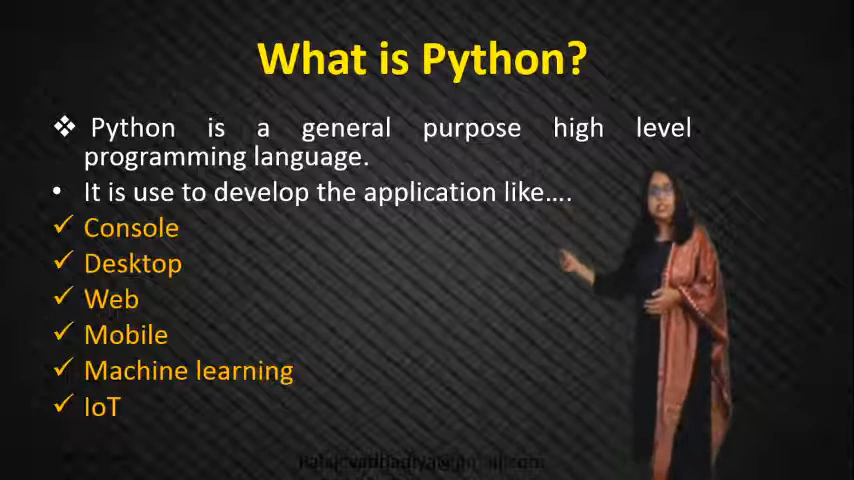 What is Python?
❖ Python is a general purpose high level
programming language.
• It is use to develop the application like….
✓ Console
✓ Desktop
✓ Web
✓ Mobile
✓ Machine learning
✓ IoT